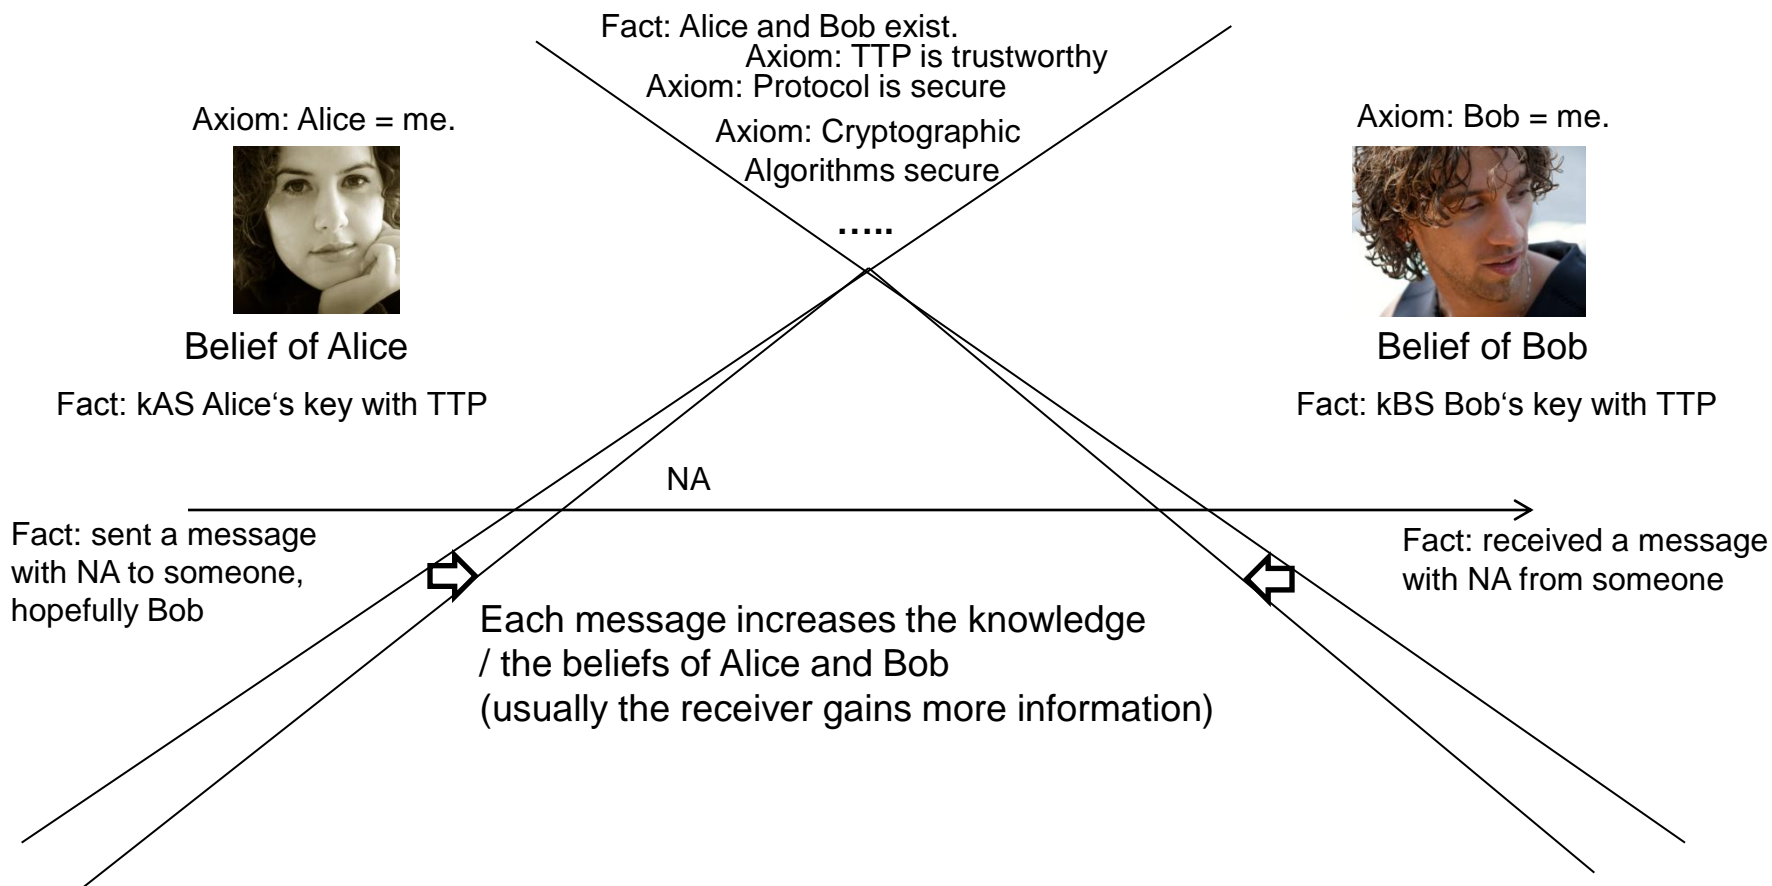 Fact: Alice and Bob exist.
Axiom: TTP is trustworthy
Axiom: Protocol is secure
Axiom: Cryptographic
Algorithms secure
.....
Axiom: Alice = me.
Belief of Alice
Fact: kAS Alice‘s key with TTP
Axiom: Bob = me.
Belief of Bob
Fact: kBS Bob‘s key with TTP
NA
Fact: sent a message
with NA to someone,
hopefully Bob
Fact: received a message
with NA from someone
Each message increases the knowledge
/ the beliefs of Alice and Bob
(usually the receiver gains more information)